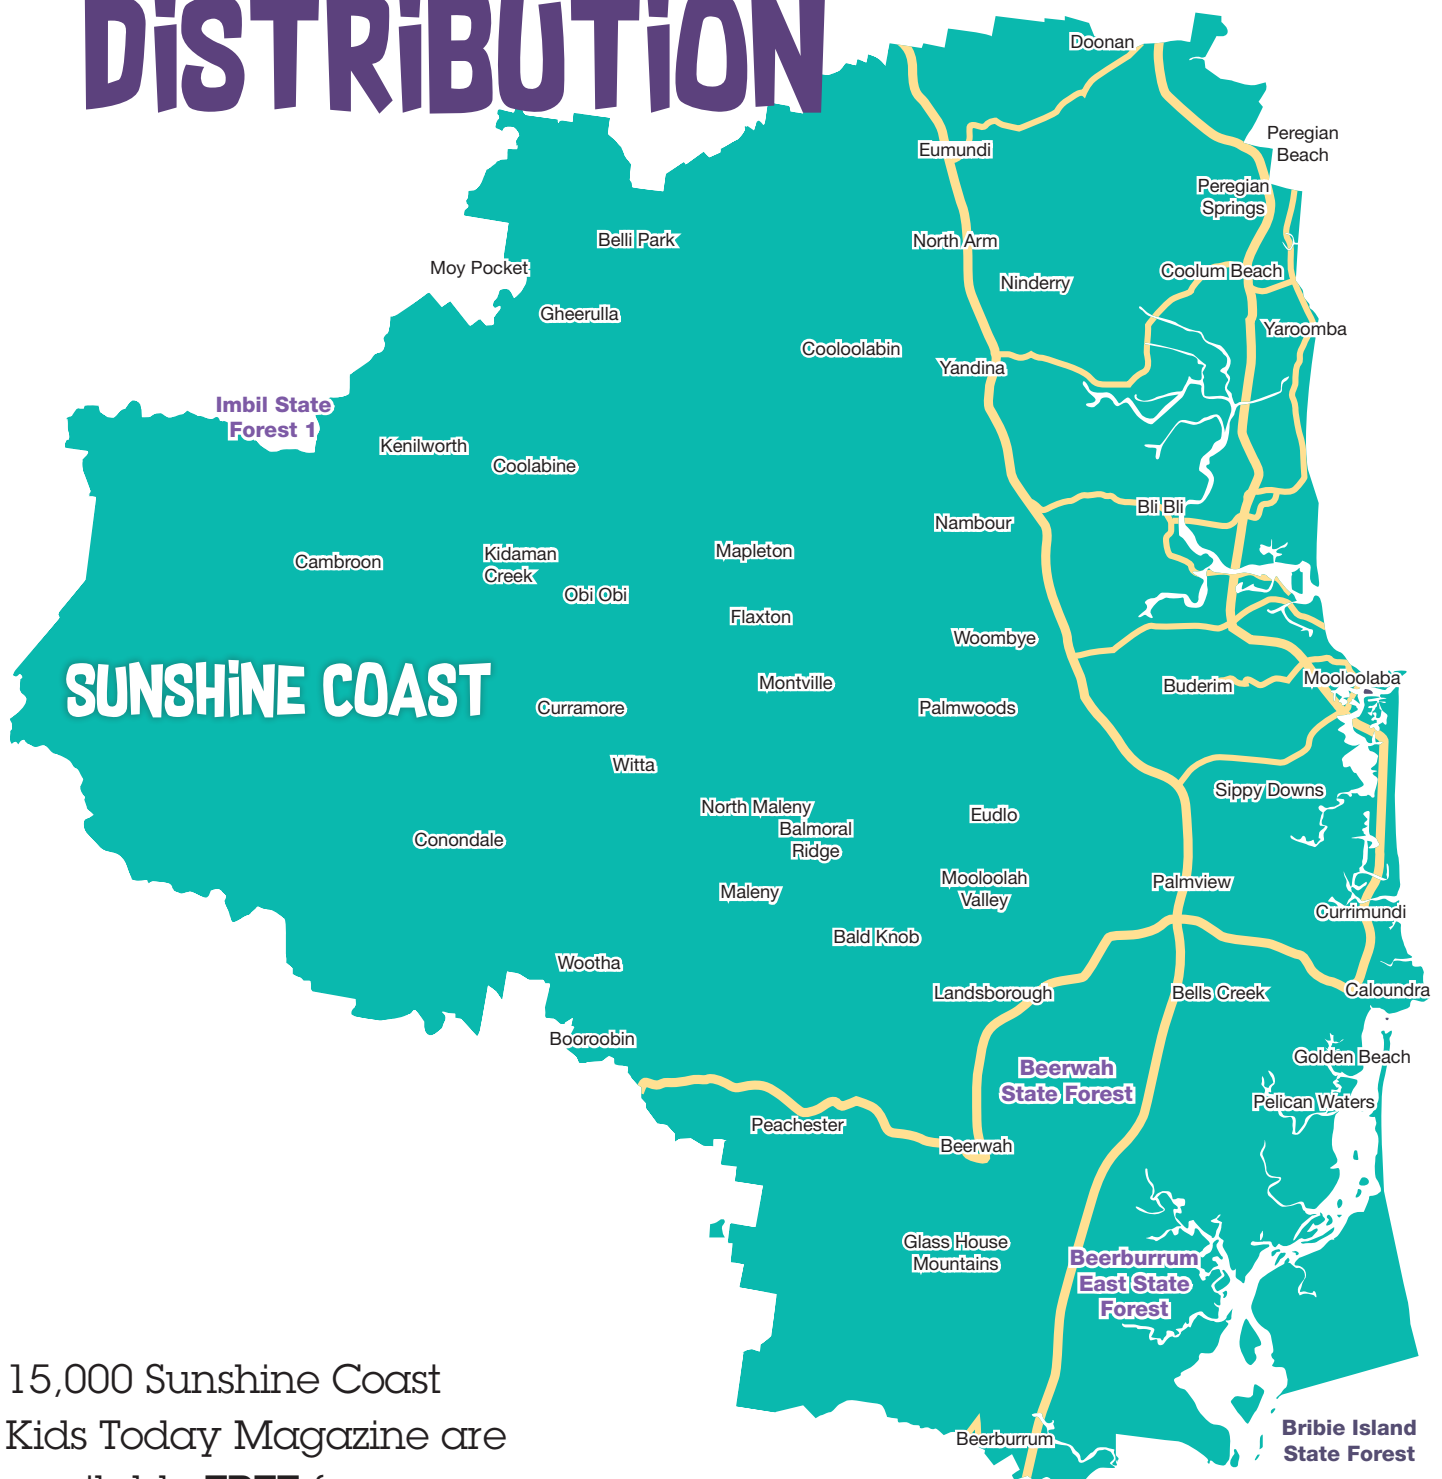 DiSTRiBUTiON
Doonan
Peregian
Beach
Eumundi
Peregian
Springs
Belli Park
North Arm
Moy Pocket
Coolum Beach
Ninderry
Gheerulla
Yaroomba
Cooloolabin
Yandina
Imbil State
Forest 1
Kenilworth
Coolabine
Bli Bli
Nambour
Mapleton
Kidaman
Creek
Cambroon
Obi Obi
Flaxton
Woombye
Mooloolaba
Montville
Buderim
SUNSHiNE COAST
Curramore
Palmwoods
Witta
Sippy Downs
North Maleny
Eudlo
Balmoral
Ridge
Conondale
Mooloolah
Valley
Palmview
Maleny
Currimundi
Bald Knob
Wootha
Caloundra
Landsborough
Bells Creek
Booroobin
Golden Beach
Beerwah
State Forest
Pelican Waters
Peachester
Beerwah
Glass House
Mountains
Beerburrum
East State
Forest
15,000 Sunshine Coast
Kids Today Magazine are
Bribie Island
State Forest
Beerburrum